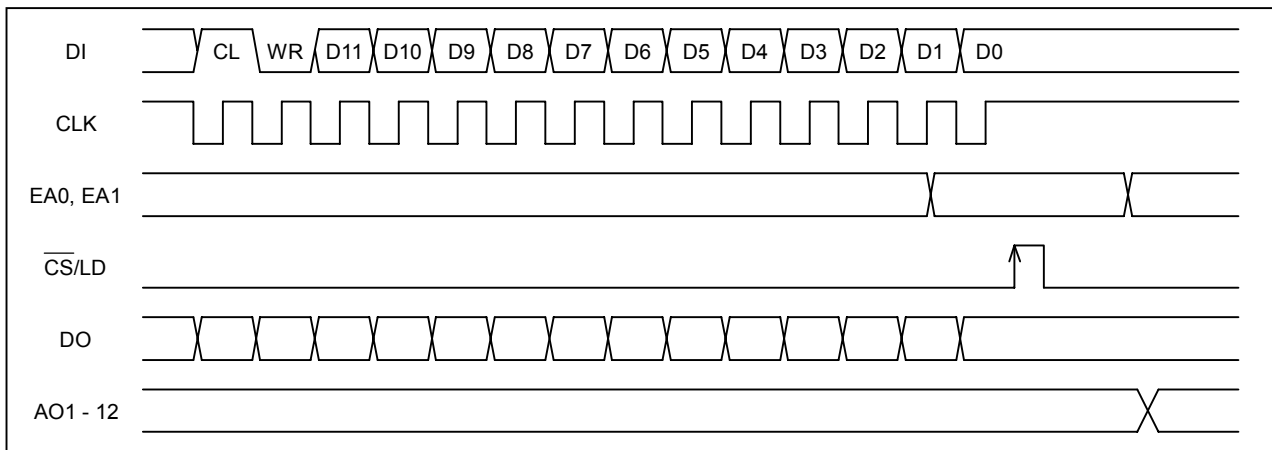 DI CL WR D11 D10 D9 D8 D7 D6 D5 D4 D3 D2 D1 D0
CLK
EA0, EA1
C̅S̅/LD
DO
AO1 - 12